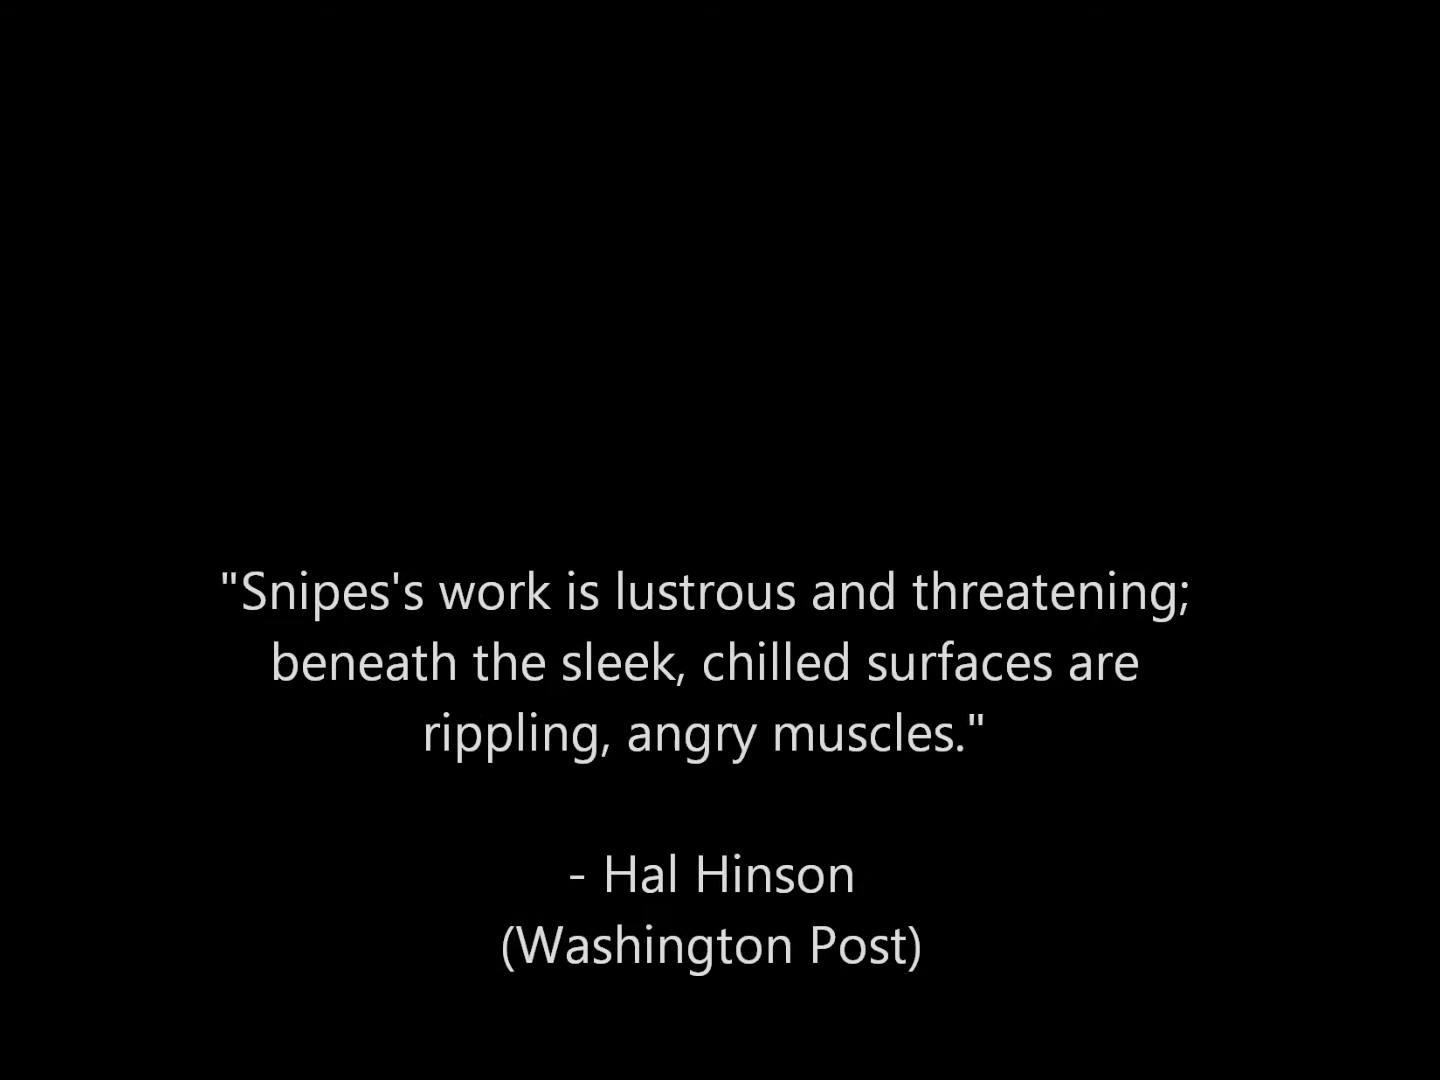 "Snipes's work is lustrous and threatening;
beneath the sleek, chilled surfaces are
rippling, angry muscles."
- Hal Hinson
(Washington Post)